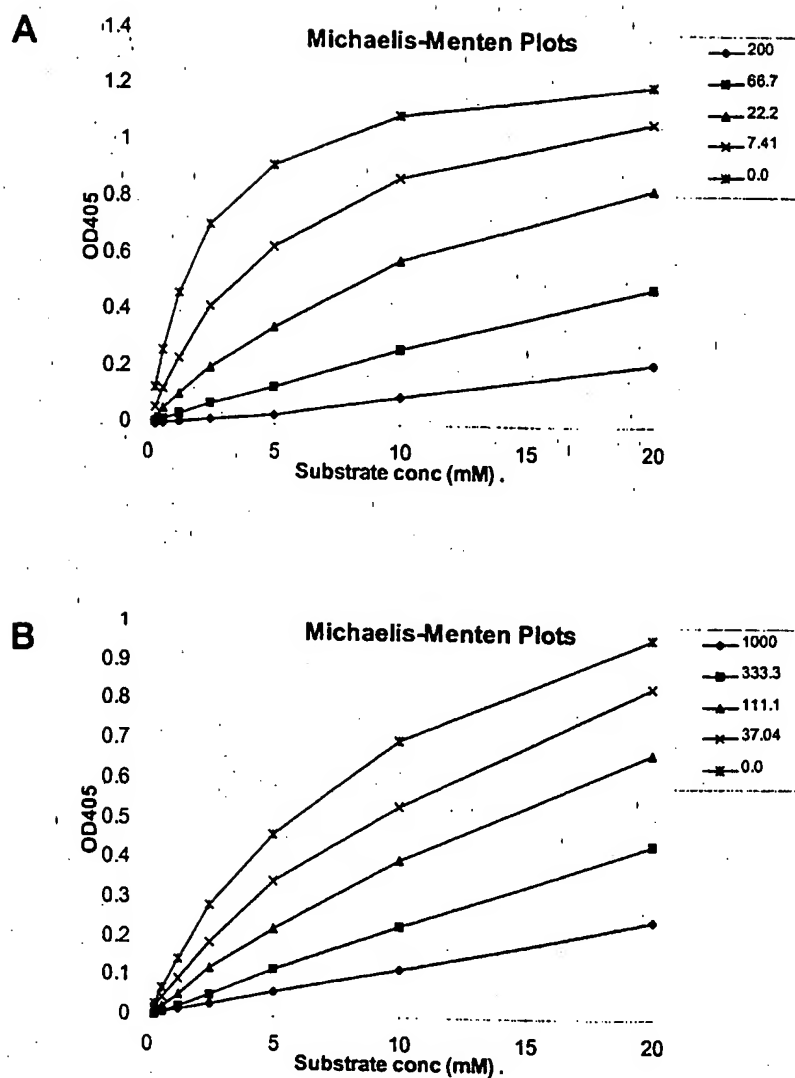 A
Michaelis-Menten Plots
1.4
1.2
1
0.8
0.6
0.4
0.2
0
OD405
0 5 10 15 20
Substrate conc (mM) .
200
66.7
22.2
7.41
0.0
B
Michaelis-Menten Plots
1
0.9
0.8
0.7
0.6
0.5
0.4
0.3
0.2
0.1
0
OD405
0 5 10 15 20
Substrate conc (mM) .
1000
333.3
111.1
37.04
0.0